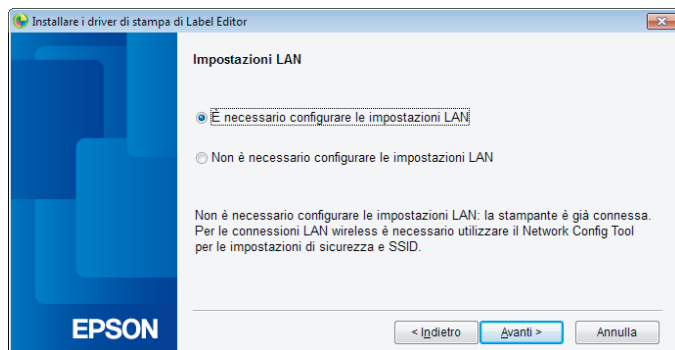 Installare i driver di stampa di Label Editor
Impostazioni LAN
È necessario configurare le impostazioni LAN
Non è necessario configurare le impostazioni LAN
Non è necessario configurare le impostazioni LAN: la stampante è già connessa.
Per le connessioni LAN wireless è necessario utilizzare il Network Config Tool
per le impostazioni di sicurezza e SSID.
EPSON
< Indietro
Avanti >
Annulla